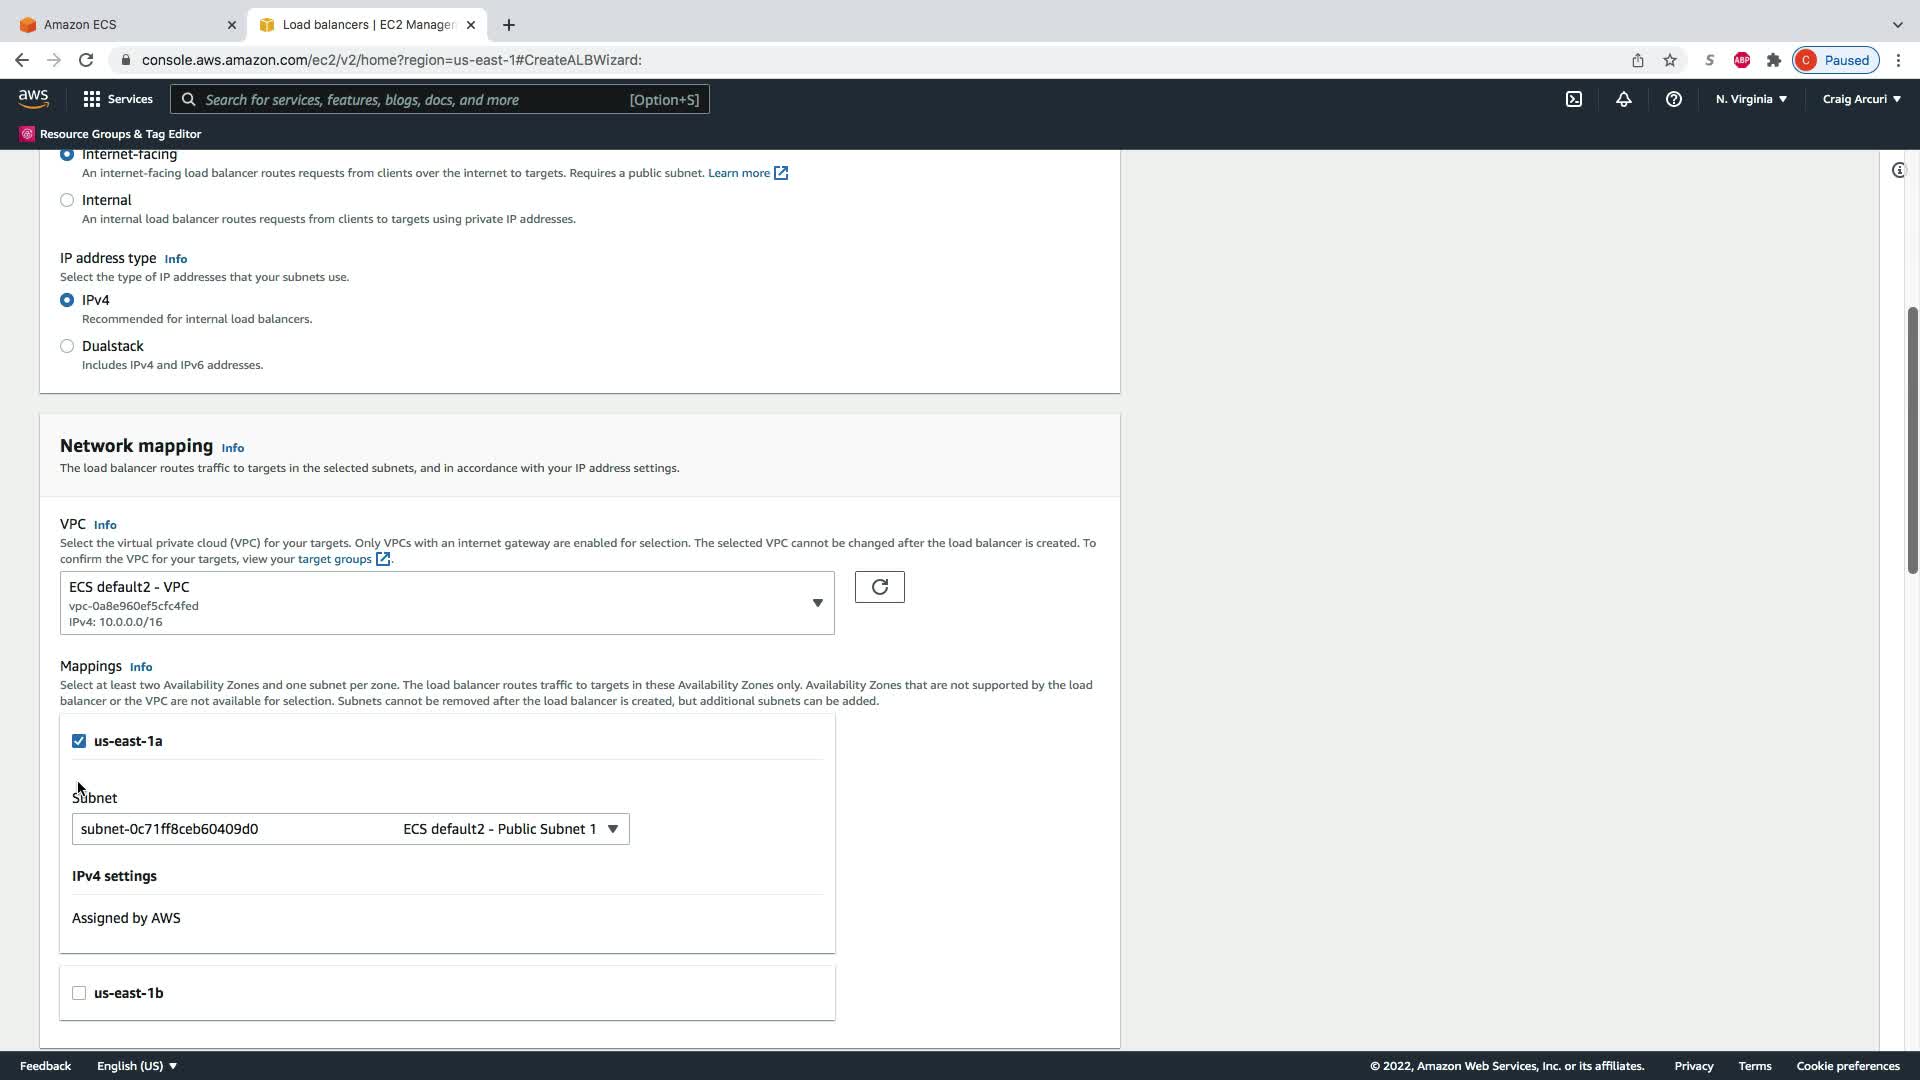 Amazon ECS
Load balancers | EC2 Manager
console.aws.amazon.com/ec2/v2/home?region=us-east-1#CreateALBWizard:
S
ABP
C Paused
aws
Services
Search for services, features, blogs, docs, and more [Option+S]
N. Virginia
Craig Arcuri
Resource Groups & Tag Editor
Internet-facing
An internet-facing load balancer routes requests from clients over the internet to targets. Requires a public subnet. Learn more
Internal
An internal load balancer routes requests from clients to targets using private IP addresses.
IP address type Info
Select the type of IP addresses that your subnets use.
IPv4
Recommended for internal load balancers.
Dualstack
Includes IPv4 and IPv6 addresses.
Network mapping Info
The load balancer routes traffic to targets in the selected subnets, and in accordance with your IP address settings.
VPC Info
Select the virtual private cloud (VPC) for your targets. Only VPCs with an internet gateway are enabled for selection. The selected VPC cannot be changed after the load balancer is created. To
confirm the VPC for your targets, view your target groups.
ECS default2 - VPC
vpc-0a8e960ef5cfc4fed
IPv4: 10.0.0.0/16
Mappings Info
Select at least two Availability Zones and one subnet per zone. The load balancer routes traffic to targets in these Availability Zones only. Availability Zones that are not supported by the load
balancer or the VPC are not available for selection. Subnets cannot be removed after the load balancer is created, but additional subnets can be added.
us-east-1a
Subnet
subnet-0c71ff8ceb60409d0 ECS default2 - Public Subnet 1
IPv4 settings
Assigned by AWS
us-east-1b
Feedback
English (US)
© 2022, Amazon Web Services, Inc. or its affiliates.
Privacy
Terms
Cookie preferences